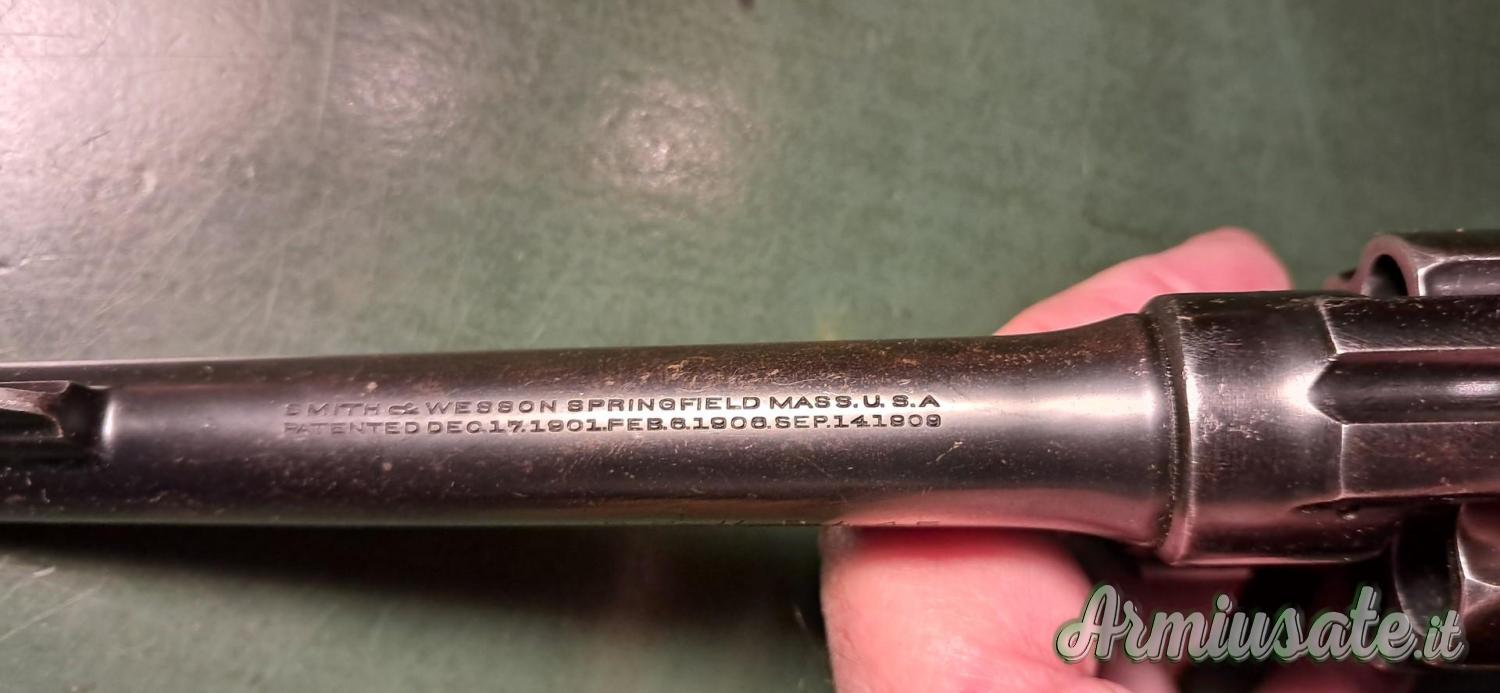 SMITH & WESSON SPRINGFIELD MASS. U. S. A
PATENTED DEC. 17. 1901. FEB. 6. 1906. SEP. 14 1909
Armiusate.it